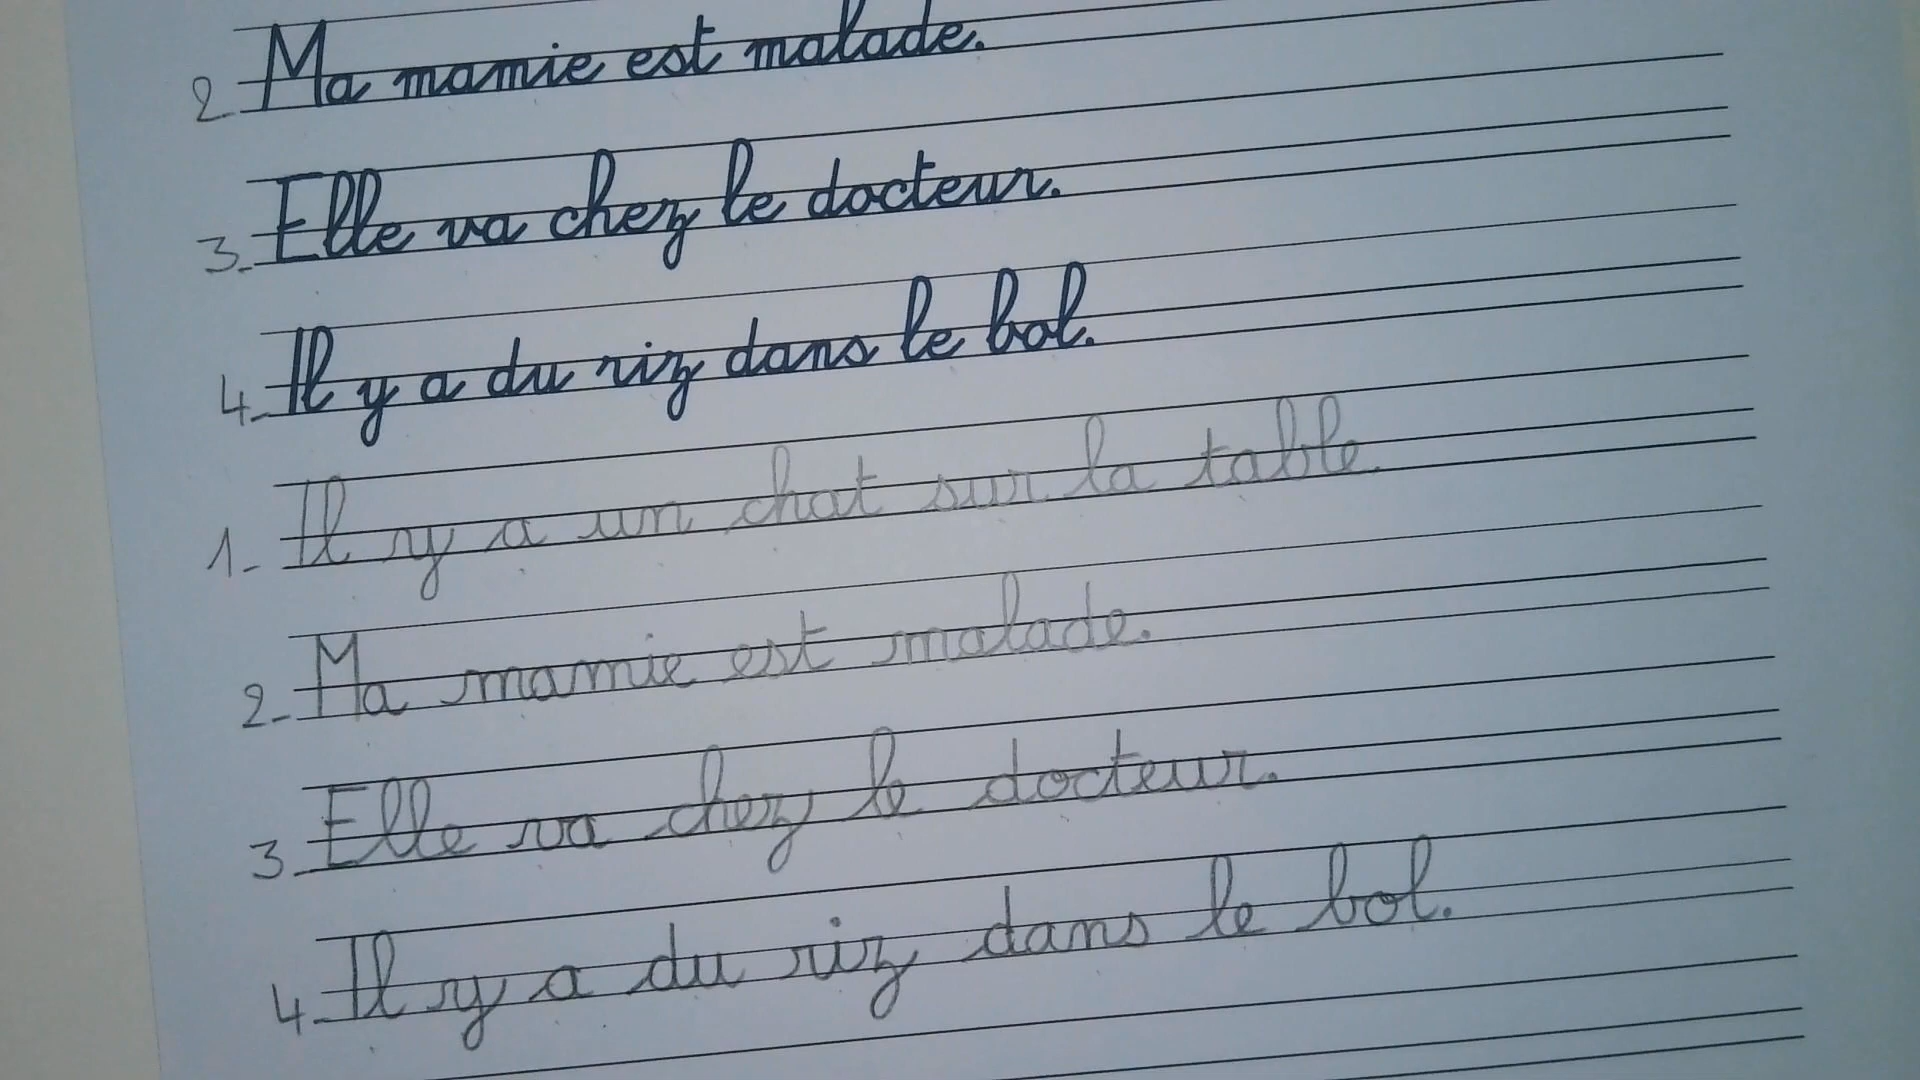 2- Ma mamie est malade.
3- Elle va chez le docteur.
4- Il y a du riz dans le bol.
1- Il y a un chat sur la table
2- Ma mamie est malade.
3- Elle va chez le docteur.
4- Il y a du riz dans le bol.